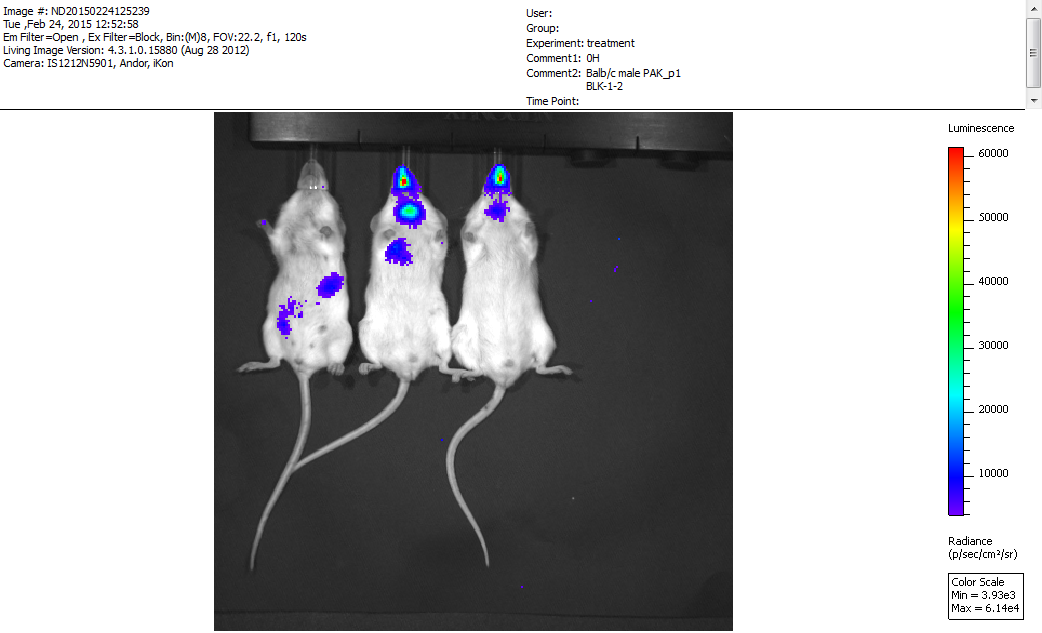 Image #: ND20150224125239
Tue ,Feb 24, 2015 12:52:58
Em Filter=Open , Ex Filter=Block, Bin:(M)8, FOV:22.2, f1, 120s
Living Image Version: 4.3.1.0.15880 (Aug 28 2012)
Camera: IS1212N5901, Andor, iKon
User:
Group:
Experiment: treatment
Comment1: 0H
Comment2: Balb/c male PAK_p1
BLK-1-2
Time Point:
Luminescence
60000
50000
40000
30000
20000
10000
Radiance
(p/sec/cm²/sr)
Color Scale
Min = 3.93e3
Max = 6.14e4